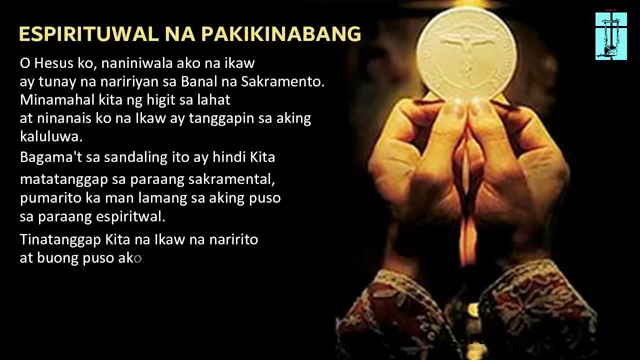 ESPIRITUWAL NA PAKIKINABANG
O Hesus ko, naniniwala ako na ikaw
ay tunay na naririyan sa Banal na Sakramento.
Minamahal kita ng higit sa lahat
at ninanais ko na Ikaw ay tanggapin sa aking
kaluluwa.
Bagama't sa sandaling ito ay hindi Kita
matatanggap sa paraang sakramental,
pumarito ka man lamang sa aking puso
sa paraang espiritwal.
Tinatanggap Kita na Ikaw na naririto
at buong puso ako